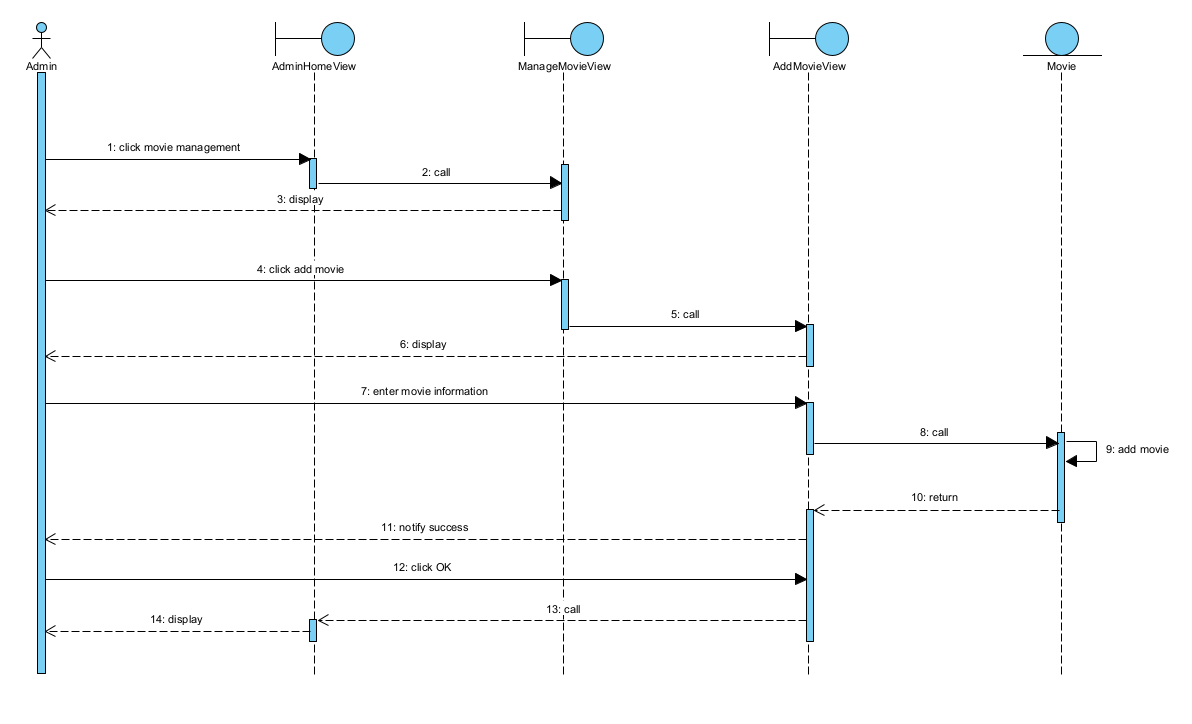 Admin
AdminHomeView
ManageMovieView
AddMovieView
Movie
1: click movie management
2: call
3: display
4: click add movie
5: call
6: display
7: enter movie information
8: call
9: add movie
10: return
11: notify success
12: click OK
13: call
14: display